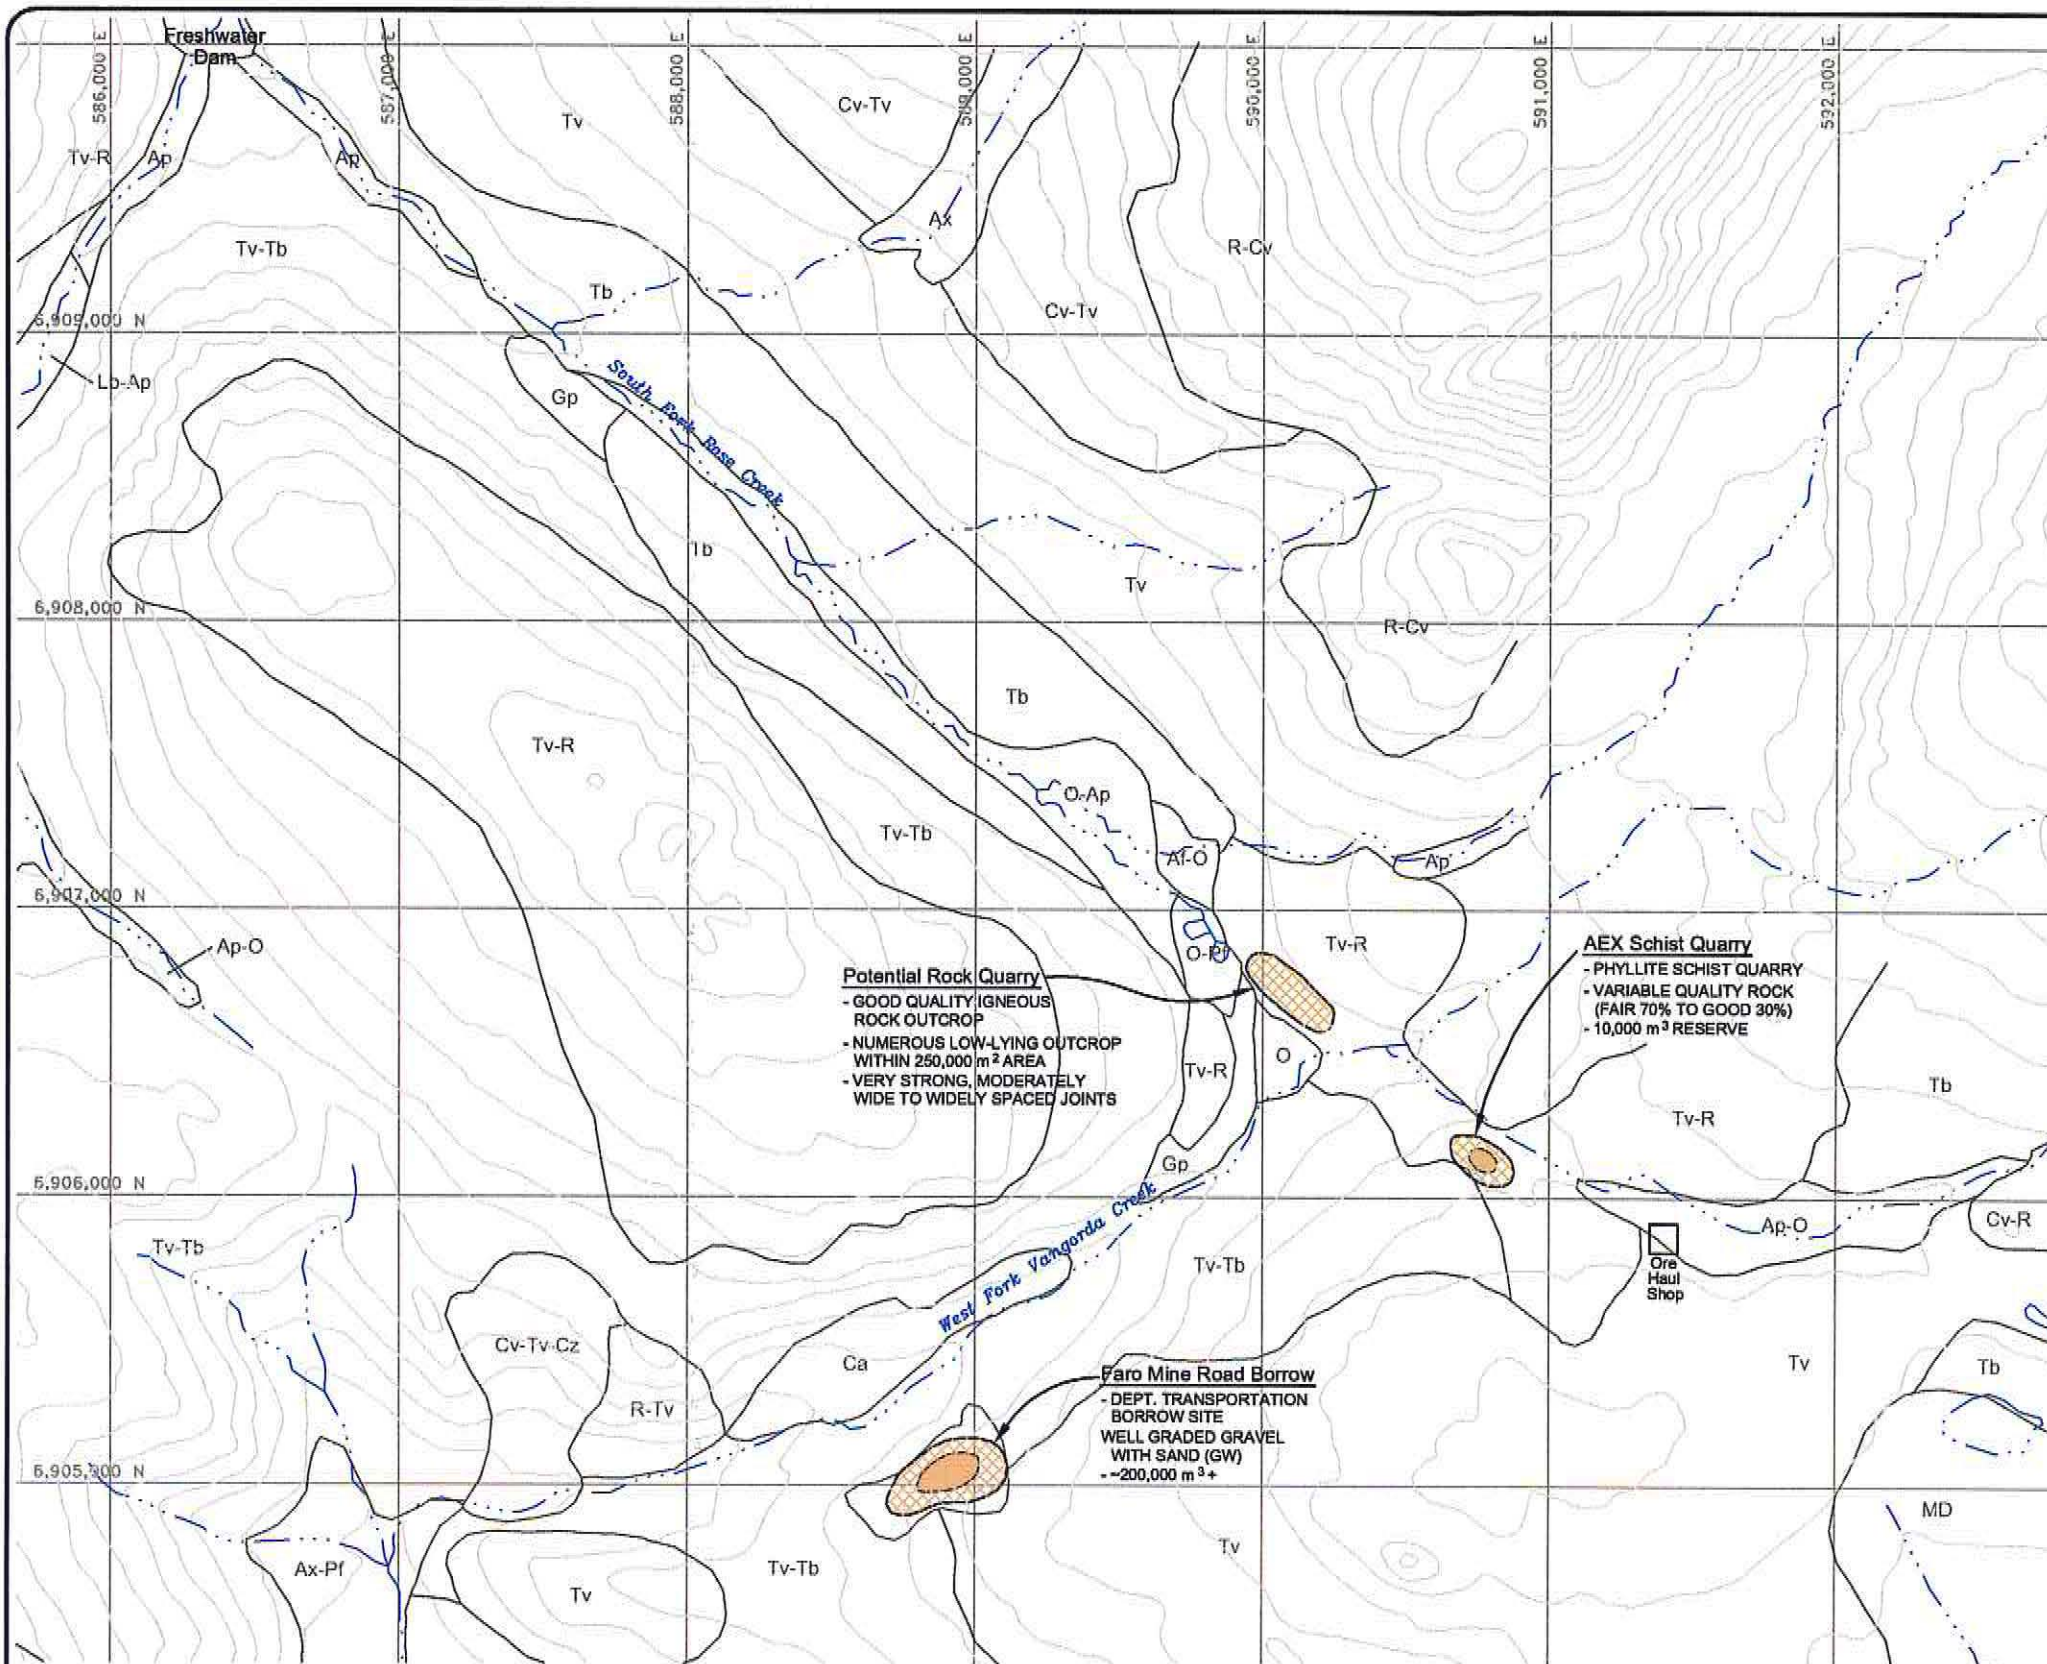 Freshwater
Dam
586,000 E
587,000 E
588,000 E
589,000 E
590,000 E
591,000 E
592,000 E
Tv
Cv-Tv
Tv-R
Ap
Ap
Ax
Tv-Tb
R-Cv
Tb
Cv-Tv
6,909,000 N
Lp-Ap
Gp
South Fork Rose Creek
Tb
Tv
6,908,000 N
R-Cv
Tb
Tv-R
O-Ap
Tv-Tb
Af-O
Ap
6,907,000 N
Ap-O
O-Pf
Tv-R
AEX Schist Quarry
- PHYLLITE SCHIST QUARRY
- VARIABLE QUALITY ROCK
(FAIR 70% TO GOOD 30%)
- 10,000 m³ RESERVE
Potential Rock Quarry
- GOOD QUALITY IGNEOUS
ROCK OUTCROP
- NUMEROUS LOW-LYING OUTCROP
WITHIN 250,000 m² AREA
- VERY STRONG, MODERATELY
WIDE TO WIDELY SPACED JOINTS
O
Tv-R
Tb
Tv-R
Gp
6,906,000 N
West Fork Vangorda Creek
Ap-O
Cv-R
Tv-Tb
Tv-Tb
Ore
Haul
Shop
Cv-Tv-Cz
Ca
Tv
Tb
R-Tv
Faro Mine Road Borrow
- DEPT. TRANSPORTATION
BORROW SITE
WELL GRADED GRAVEL
WITH SAND (GW)
- ~200,000 m³ +
6,905,000 N
MD
Ax-Pf
Tv
Tv-Tb
Tv